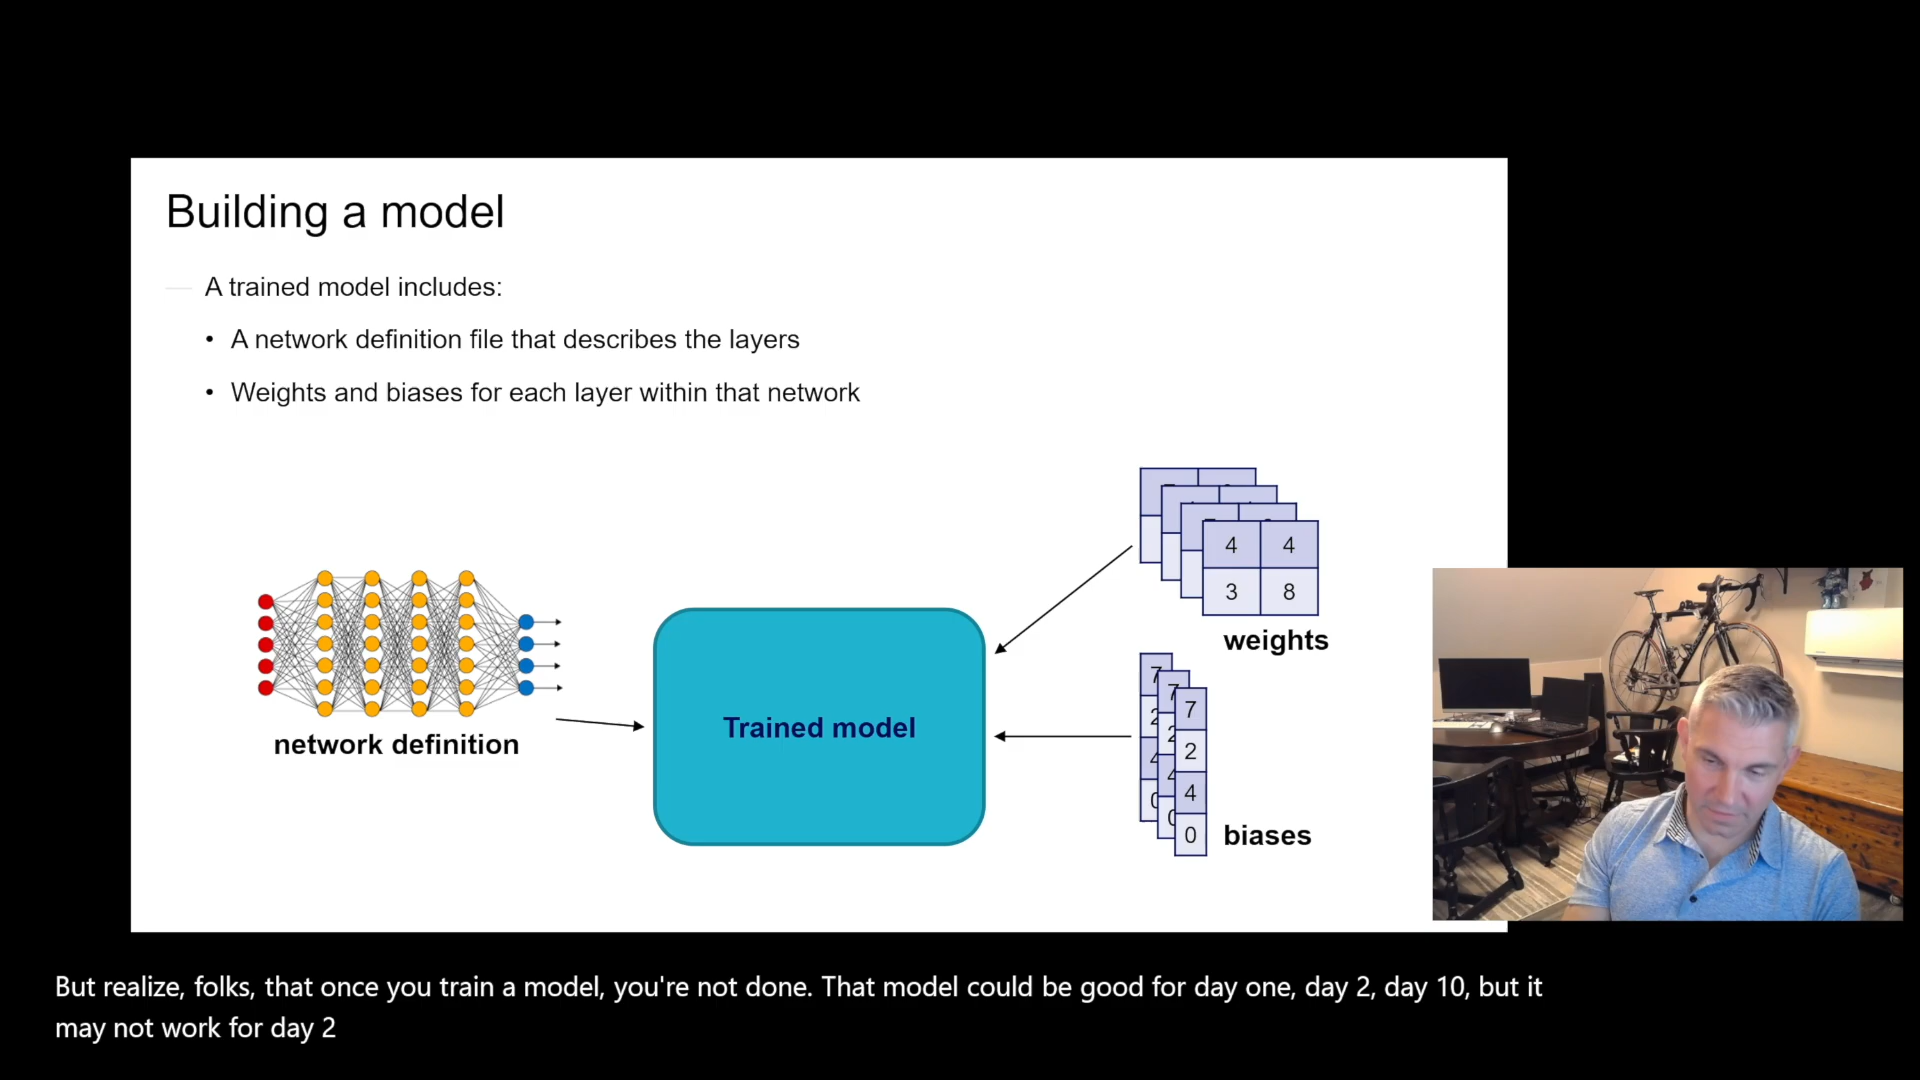 Building a model
A trained model includes:
• A network definition file that describes the layers
• Weights and biases for each layer within that network
4 4
3 8
weights
network definition
Trained model
7
7
7
2
2
2
4
4
4
0
0
0
biases
But realize, folks, that once you train a model, you're not done. That model could be good for day one, day 2, day 10, but it
may not work for day 2